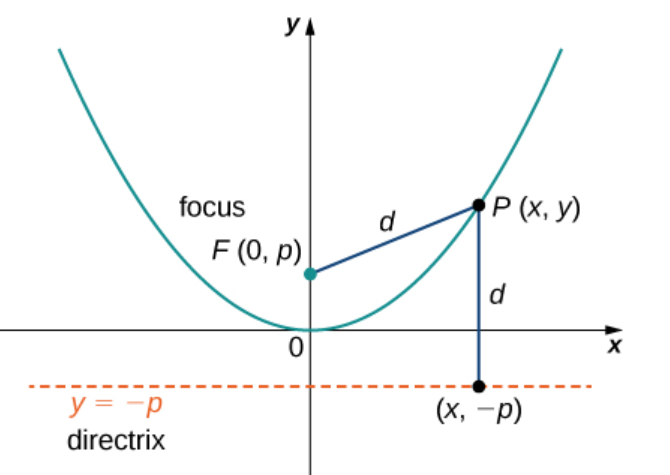 y
focus
d
P (x, y)
F (0, p)
d
0
x
y = −p
(x, −p)
directrix